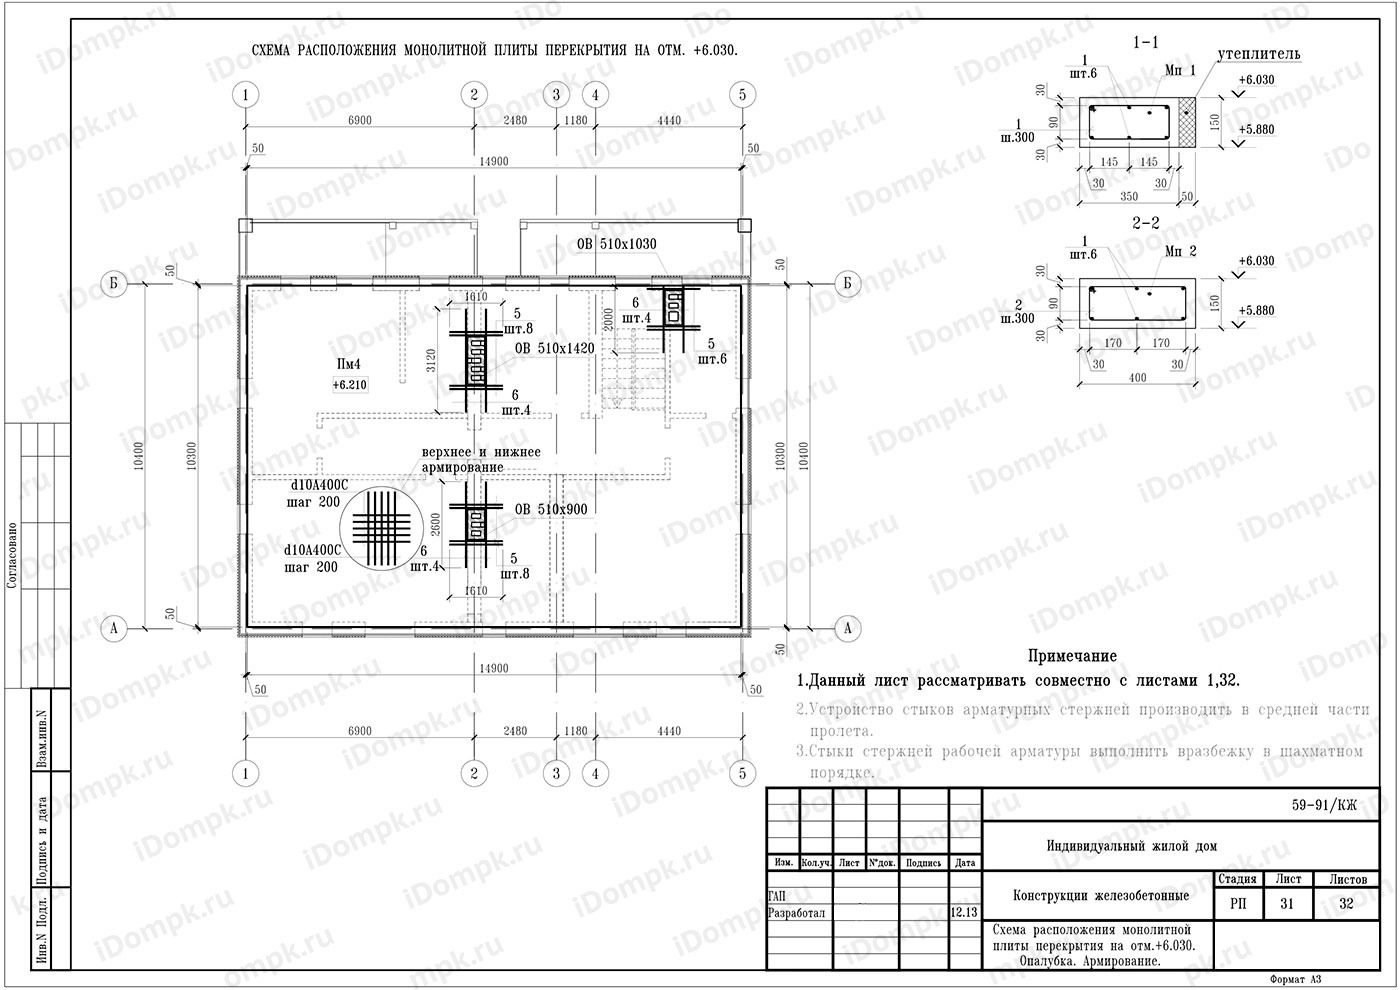 СХЕМА РАСПОЛОЖЕНИЯ МОНОЛИТНОЙ ПЛИТЫ ПЕРЕКРЫТИЯ НА ОТМ. +6.030.
1 2 3 4 5
6900 2480 1180 4440
50 14900 50
ОВ 510х1030
Б 50 50 Б
1610
5
шт.8
ОВ 510х1420
3120
6
шт.4
2000
6
шт.4
5
шт.6
Пм4
+6.210
10400 10300 10300 10400
верхнее и нижнее
армирование
d10А400С
шаг 200
d10А400С
шаг 200
2600
ОВ 510х900
6
шт.4
5
шт.8
1610
А 50 50 А
50 14900 50
6900 2480 1180 4440
1 2 3 4 5
1-1
1
шт.6
Мп 1
утеплитель
+6.030
+5.880
30
90
30
150
1
ш.300
145 145
30 30
350 50
2-2
1
шт.6
Мп 2
+6.030
+5.880
30
90
30
150
2
ш.300
170 170
30 30
400
Примечание
1.Данный лист рассматривать совместно с листами 1,32.
2.Устройство стыков арматурных стержней производить в средней части
пролета.
3.Стыки стержней рабочей арматуры выполнить вразбежку в шахматном
порядке.
59-91/КЖ
Индивидуальный жилой дом
Изм. Кол.уч. Лист №док. Подпись Дата
ГАП
Разработал 12.13
Конструкции железобетонные
Стадия Лист Листов
РП 31 32
Схема расположения монолитной
плиты перекрытия на отм.+6.030.
Опалубка. Армирование.
Формат А3
Согласовано
Взам.инв.N
Подпись и дата
Инв.N Подл.
iDompk.ru